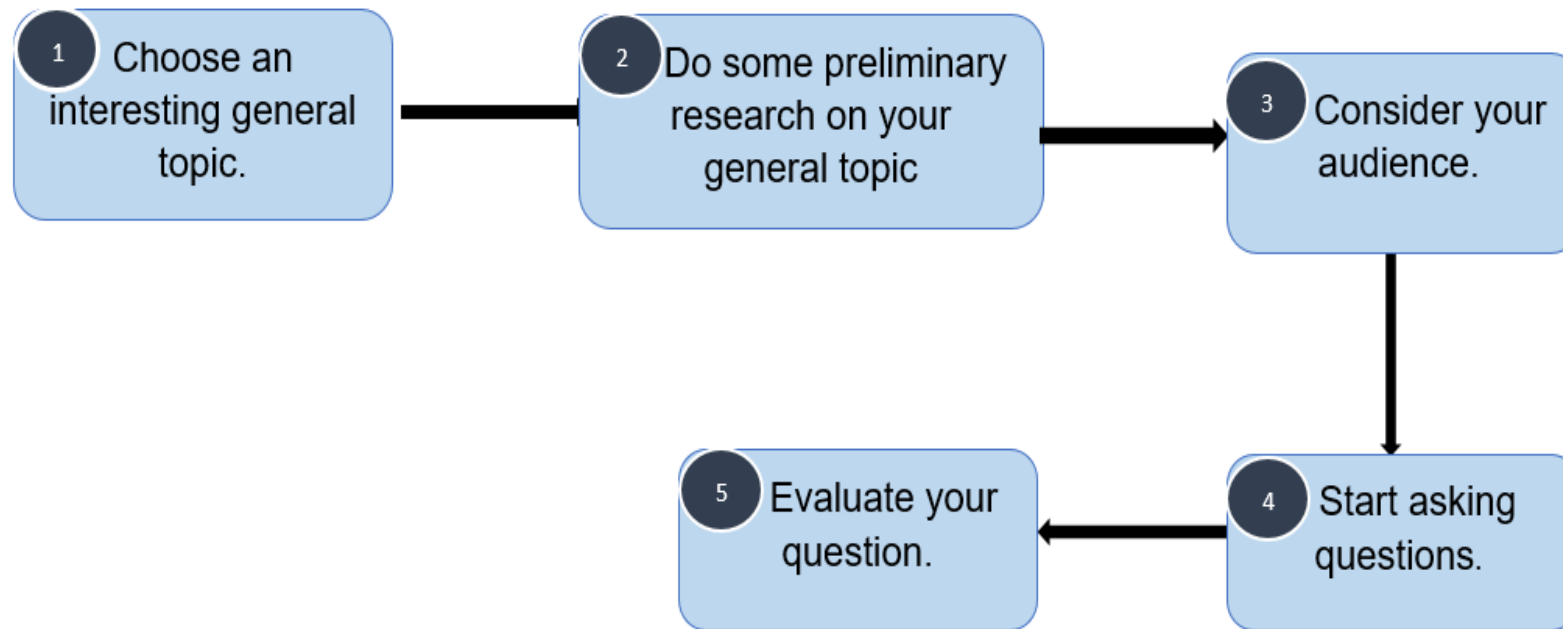 1
Choose an
interesting general
topic.
2
Do some preliminary
research on your
general topic
3
Consider your
audience.
4
Start asking
questions.
5
Evaluate your
question.